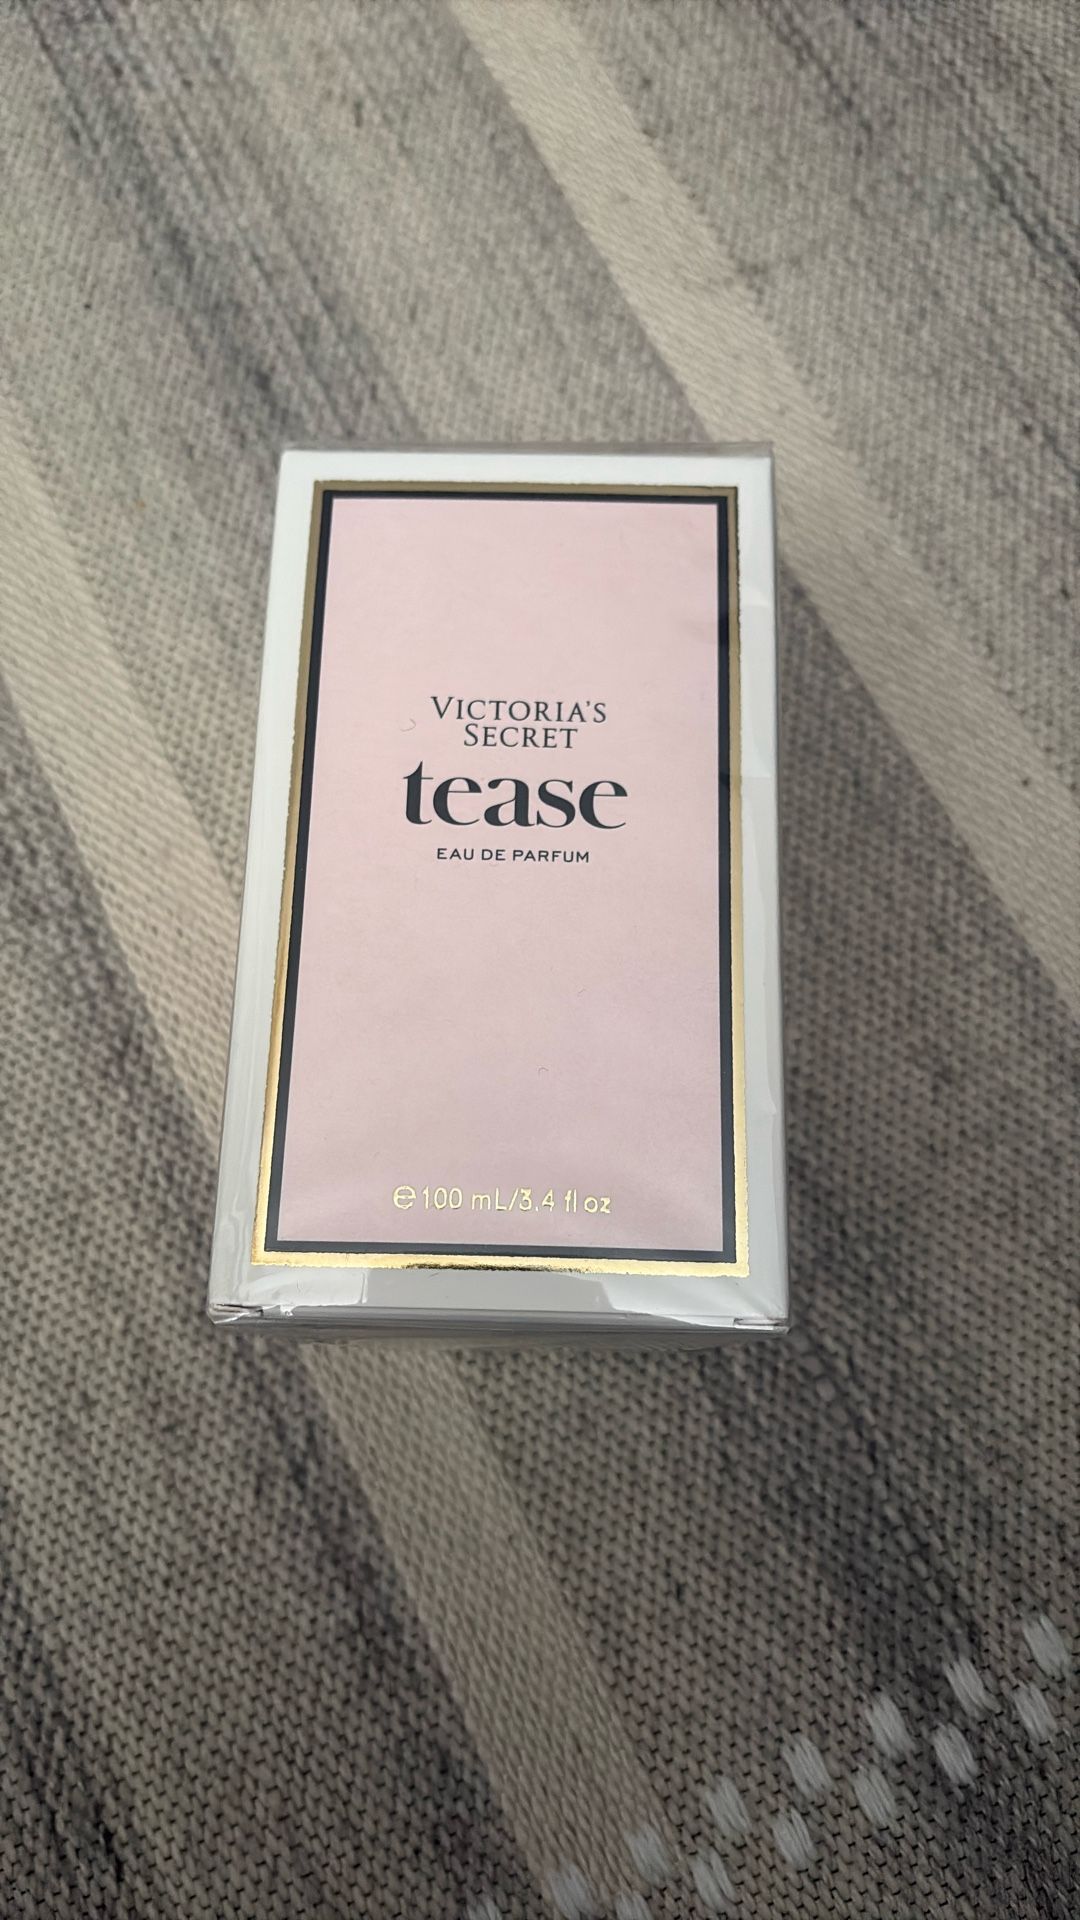 VICTORIA'S
SECRET
tease
EAU DE PARFUM
℮ 100 mL/3.4 fl oz